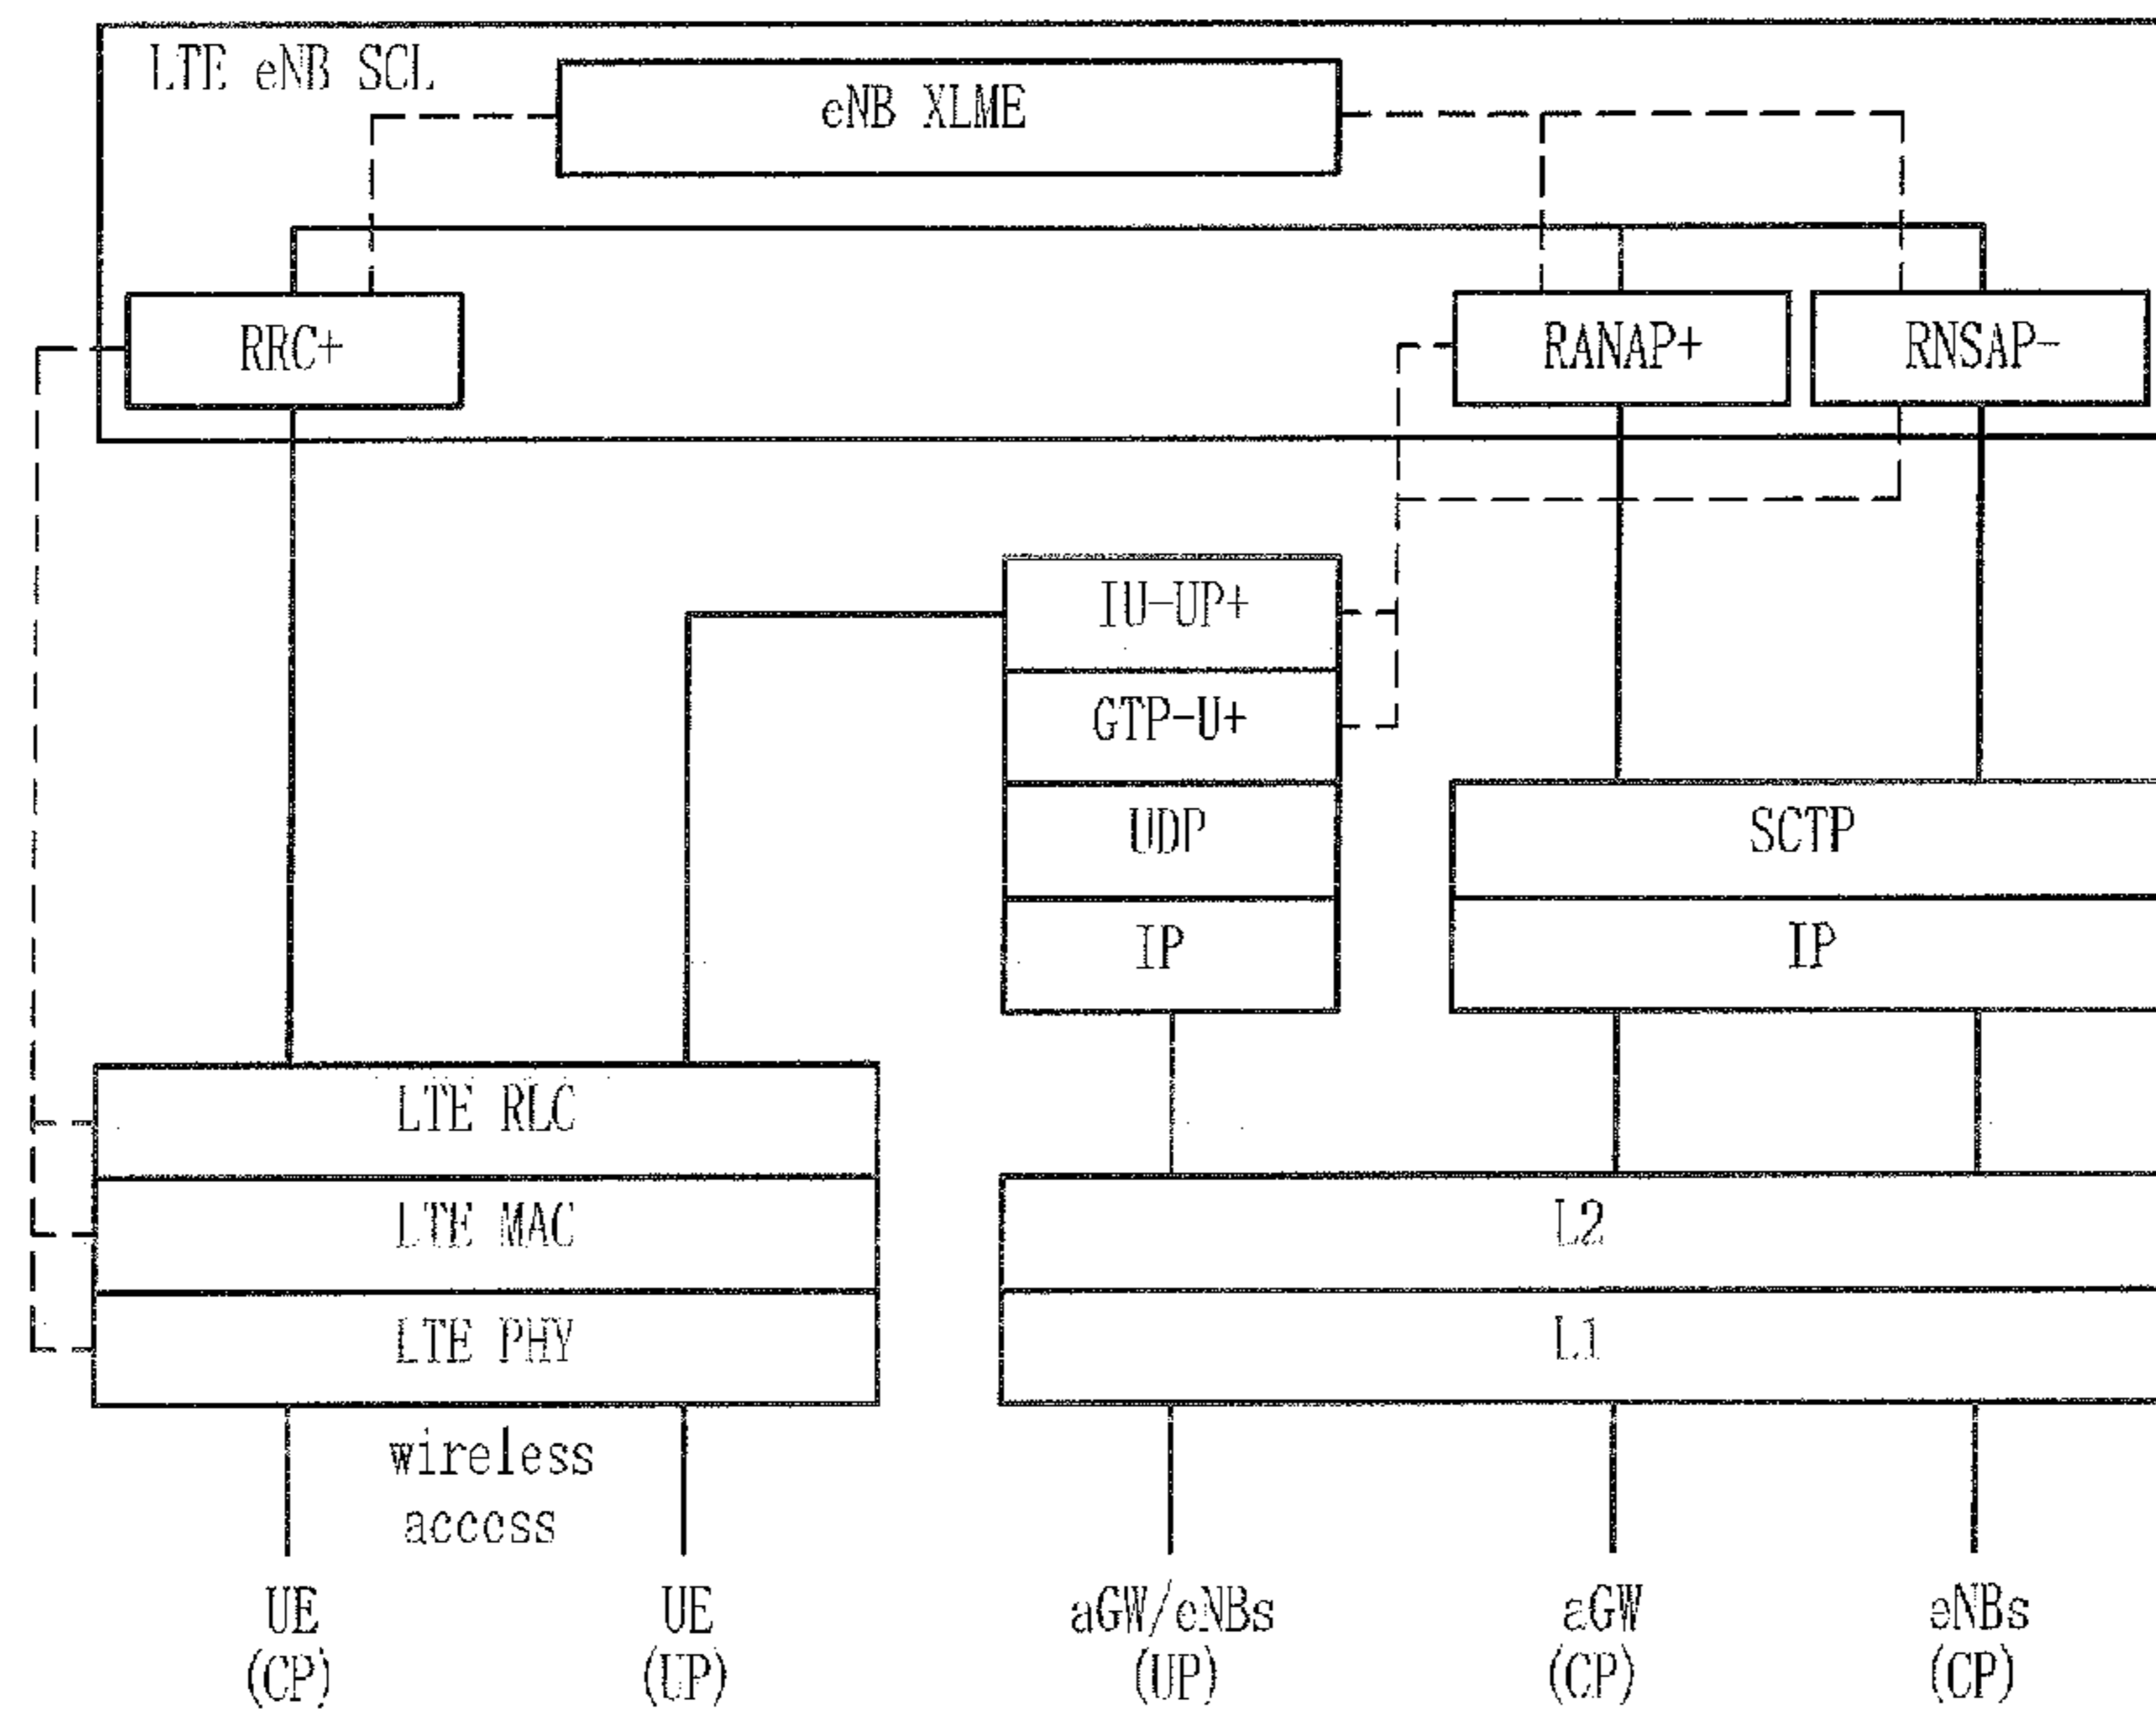 LTE eNB SCL
eNB XLME
RRC+
RANAP+
RNSAP-
IU-UP+
GTP-U+
UDP
IP
SCTP
IP
LTE RLC
LTE MAC
LTE PHY
L2
L1
wireless
access
UE
(CP)
UE
(UP)
aGW/eNBs
(UP)
aGW
(CP)
eNBs
(CP)